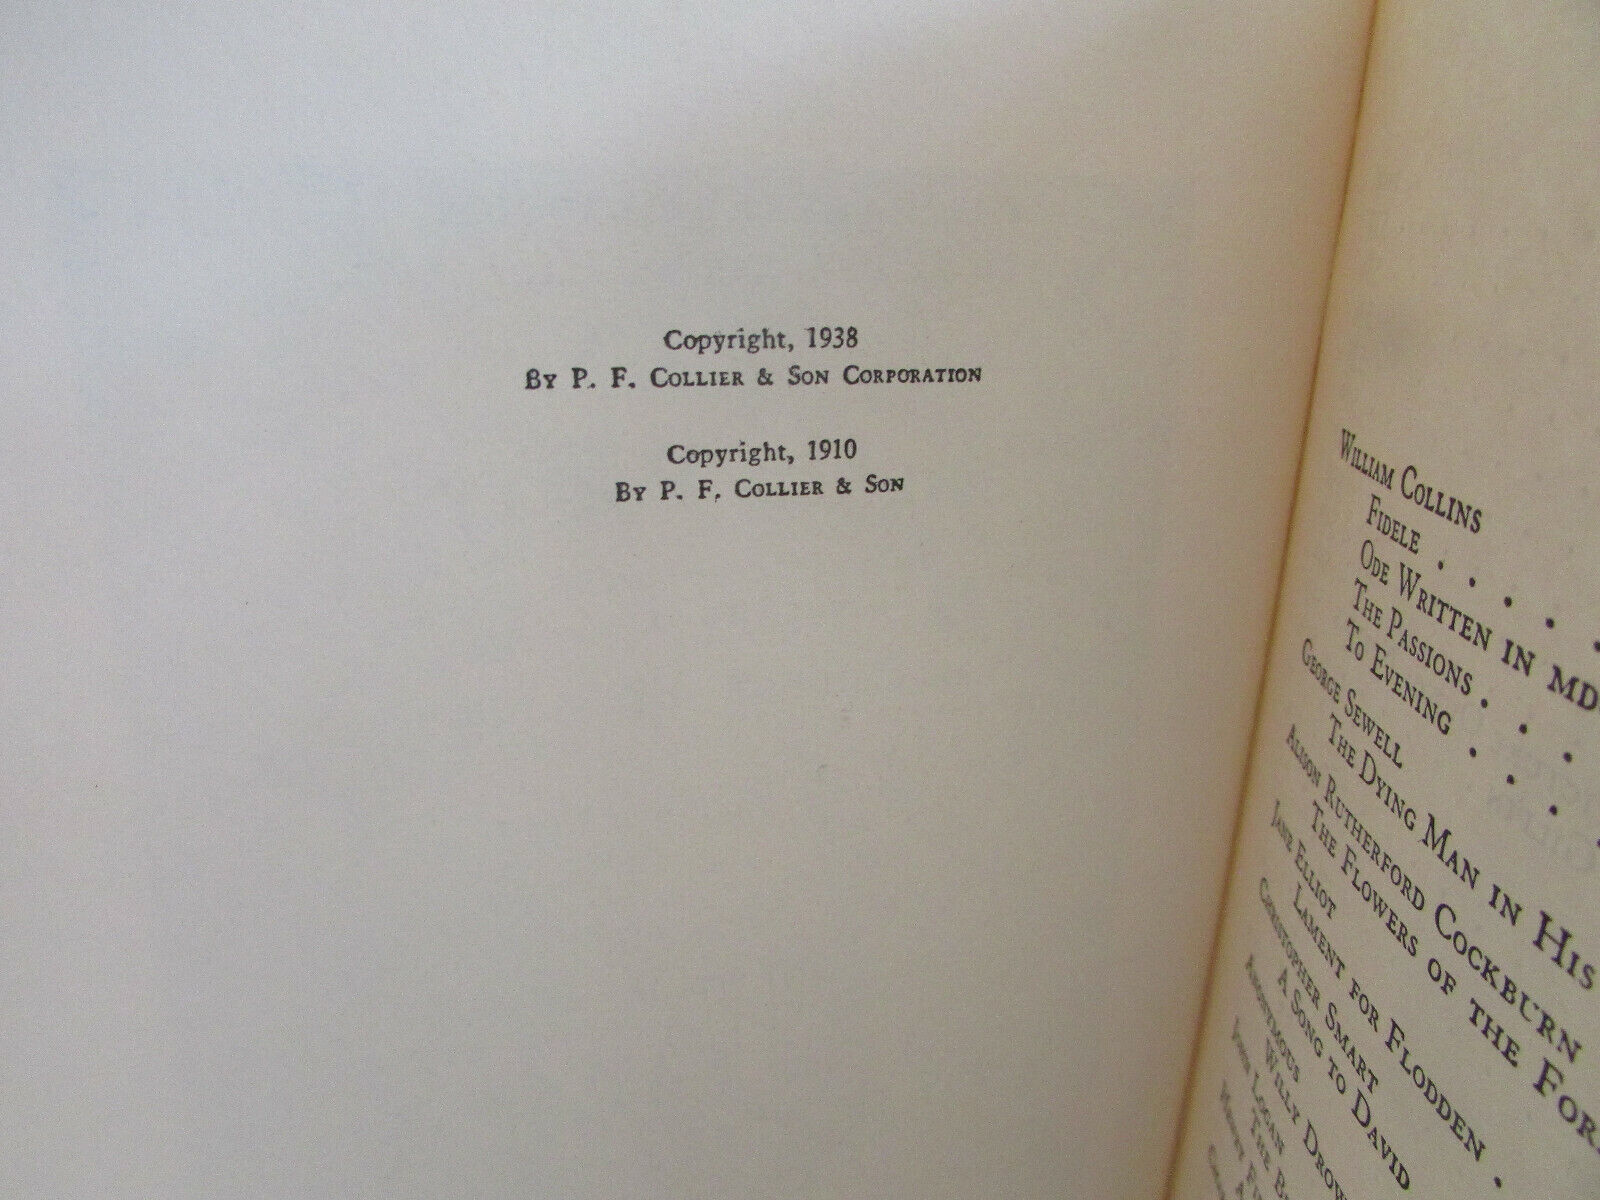 Copyright, 1938
By P. F. Collier & Son Corporation
Copyright, 1910
By P. F. Collier & Son
William Collins
Fidele . . . . .
Ode Written in MD
The Passions . . .
To Evening . . .
George Sewell
The Dying Man in His
Alison Rutherford Cockburn
The Flowers of the For
Jane Elliot
Lament for Flodden . .
Christopher Smart
A Song to David
Anonymous
Willy Drow
John Logan
The B
Henry F